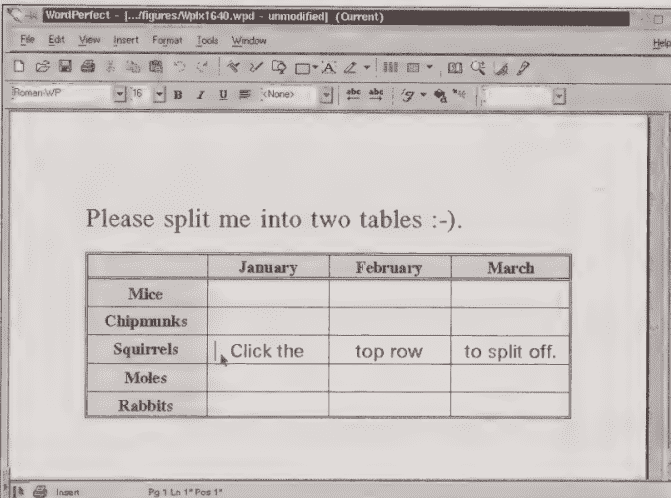 WordPerfect - [.../figures/Wplx1640.wpd - unmodified] (Current)
File Edit View Insert Format Tools Window Help
Roman-WP 16 B I U <None> abc abc
Please split me into two tables :-).
January February March
Mice
Chipmunks
Squirrels Click the top row to split off.
Moles
Rabbits
Insert Pg 1 Ln 1" Pos 1"